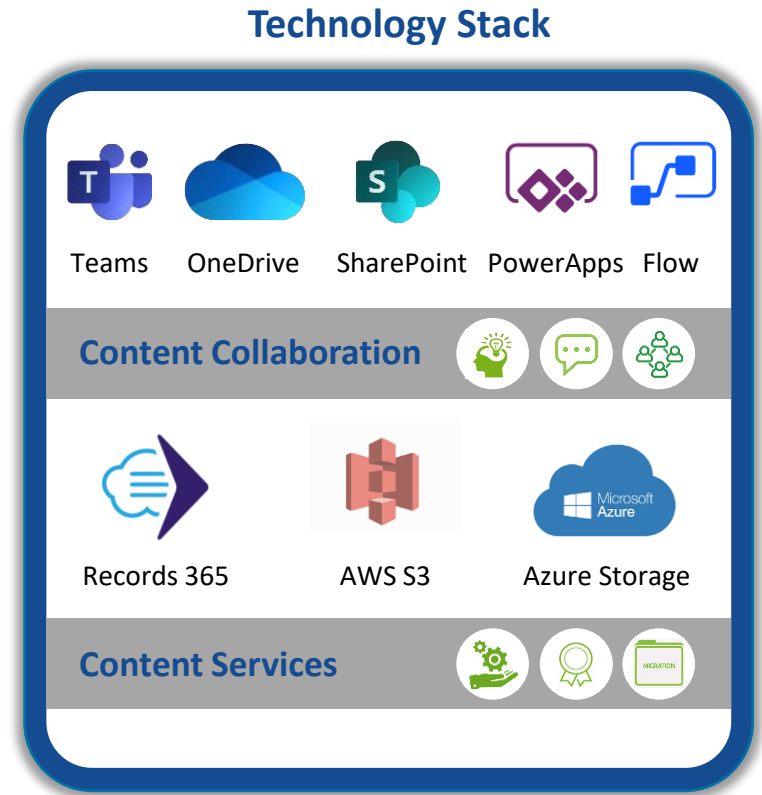 Technology Stack
T
S
Teams OneDrive SharePoint PowerApps Flow
Content Collaboration
Microsoft
Azure
Records 365 AWS S3 Azure Storage
Content Services
MIGRATION